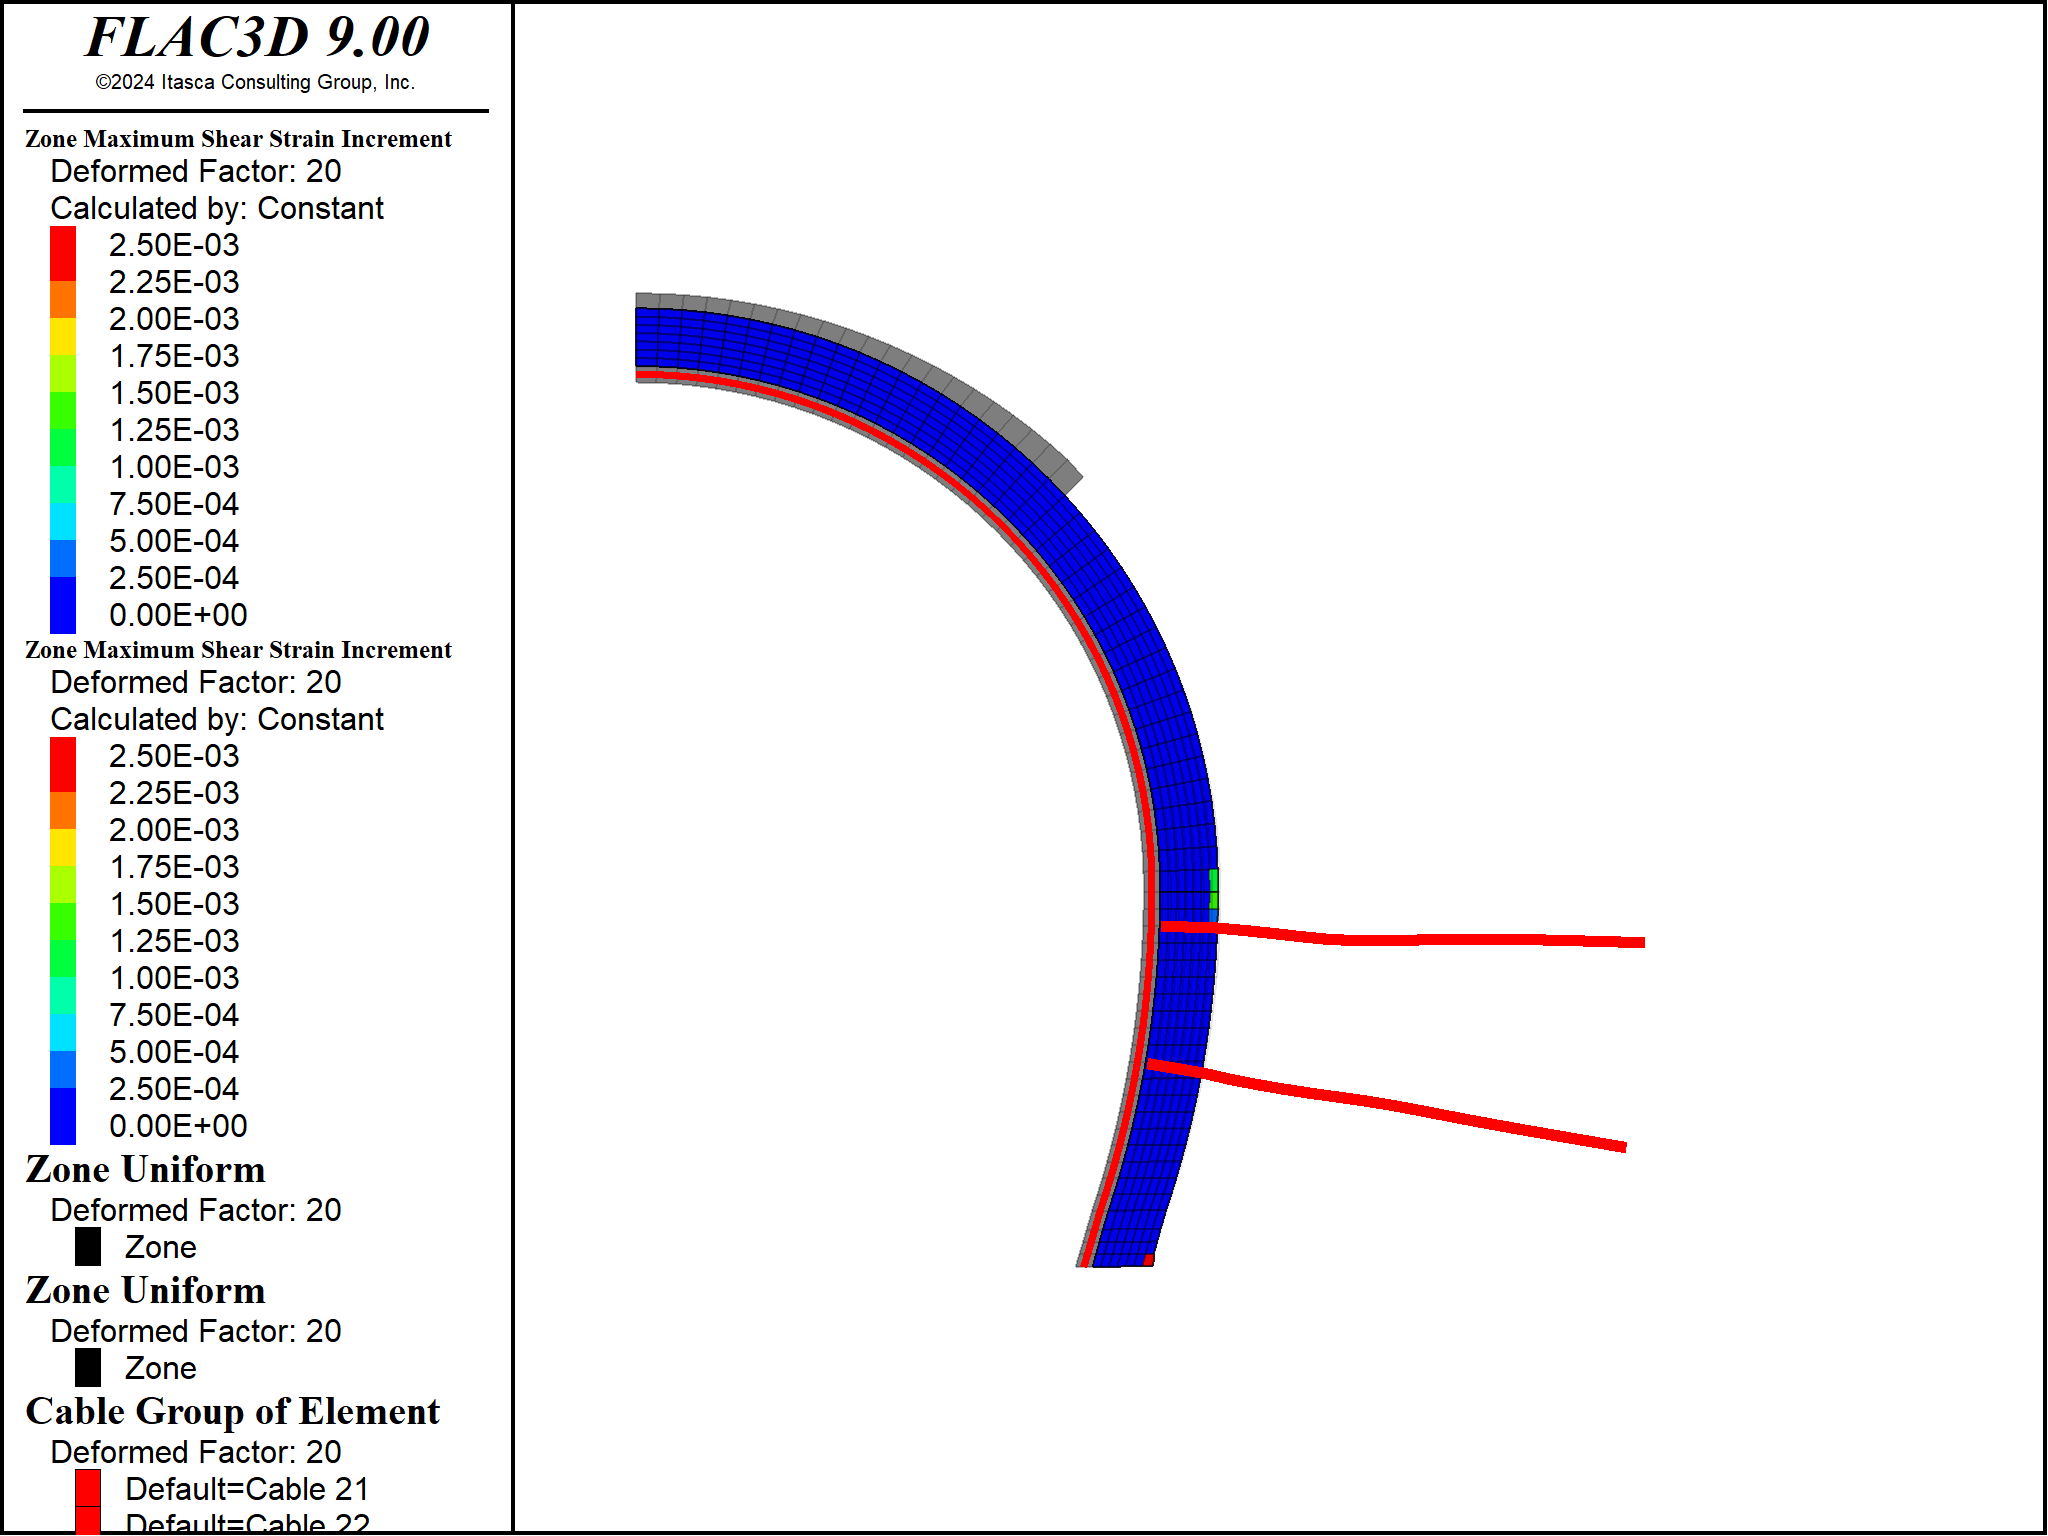 FLAC3D 9.00
©2024 Itasca Consulting Group, Inc.
Zone Maximum Shear Strain Increment
Deformed Factor: 20
Calculated by: Constant
2.50E-03
2.25E-03
2.00E-03
1.75E-03
1.50E-03
1.25E-03
1.00E-03
7.50E-04
5.00E-04
2.50E-04
0.00E+00
Zone Maximum Shear Strain Increment
Deformed Factor: 20
Calculated by: Constant
2.50E-03
2.25E-03
2.00E-03
1.75E-03
1.50E-03
1.25E-03
1.00E-03
7.50E-04
5.00E-04
2.50E-04
0.00E+00
Zone Uniform
Deformed Factor: 20
Zone
Zone Uniform
Deformed Factor: 20
Zone
Cable Group of Element
Deformed Factor: 20
Default=Cable 21
Default=Cable 22